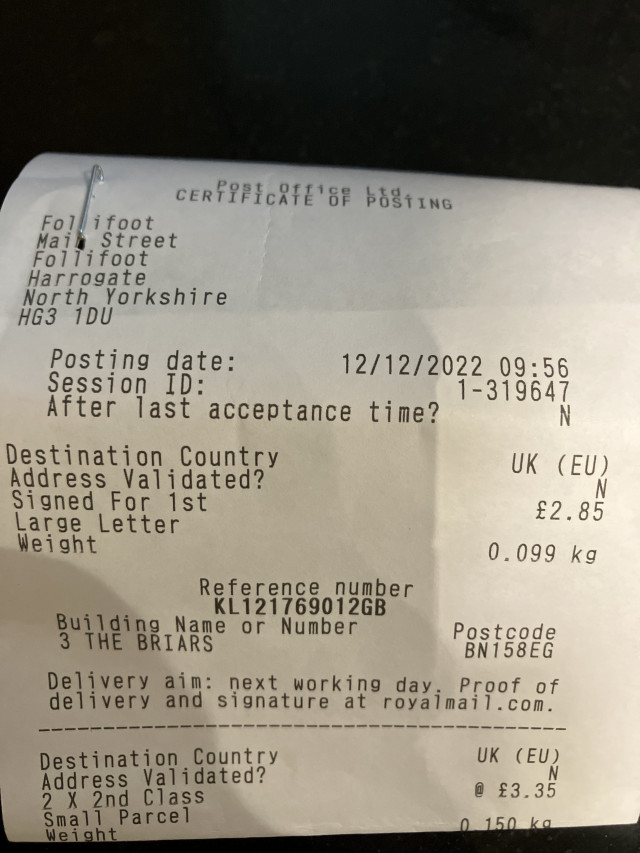 Post Office Ltd.
CERTIFICATE OF POSTING
Follifoot
Main Street
Follifoot
Harrogate
North Yorkshire
HG3 1DU
Posting date: 12/12/2022 09:56
Session ID: 1-319647
After last acceptance time? N
Destination Country UK (EU)
Address Validated? N
Signed For 1st £2.85
Large Letter
Weight 0.099 kg
Reference number
KL121769012GB
Building Name or Number Postcode
3 THE BRIARS BN158EG
Delivery aim: next working day. Proof of
delivery and signature at royalmail.com.
Destination Country UK (EU)
Address Validated? N
2 X 2nd Class @ £3.35
Small Parcel
Weight 0.150 kg